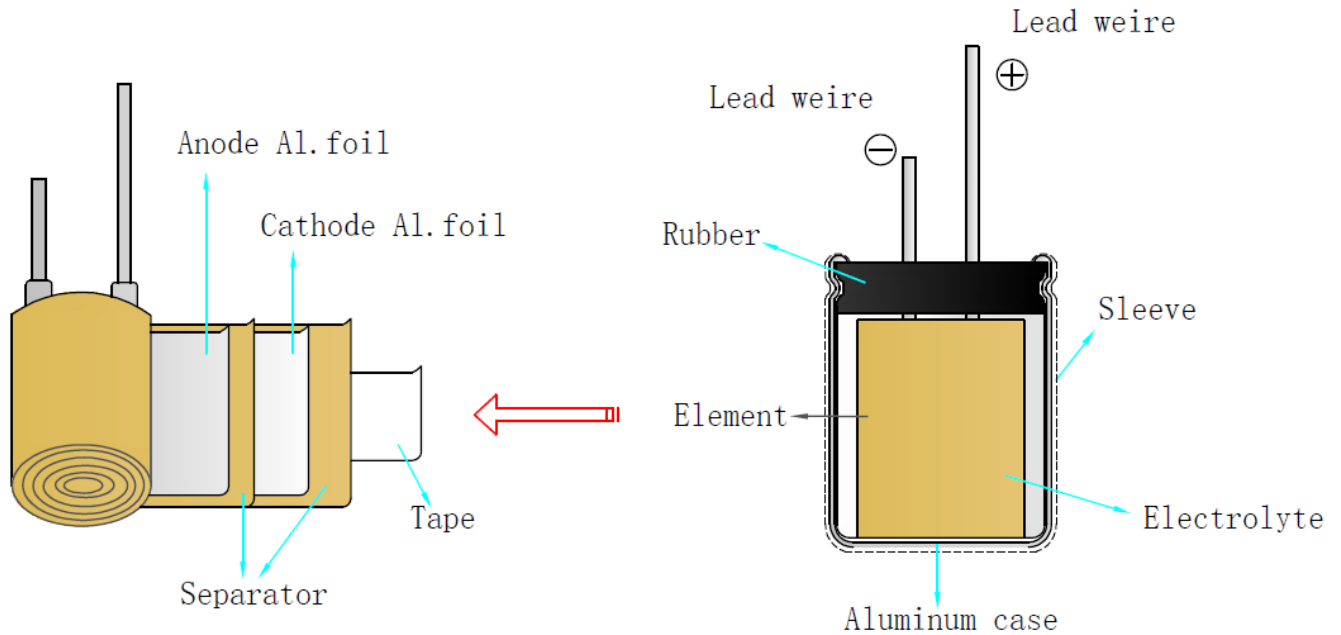 Lead weire
⊕
Lead weire
⊖
Anode Al.foil
Cathode Al.foil
Rubber
Sleeve
Element
Tape
Electrolyte
Separator
Aluminum case